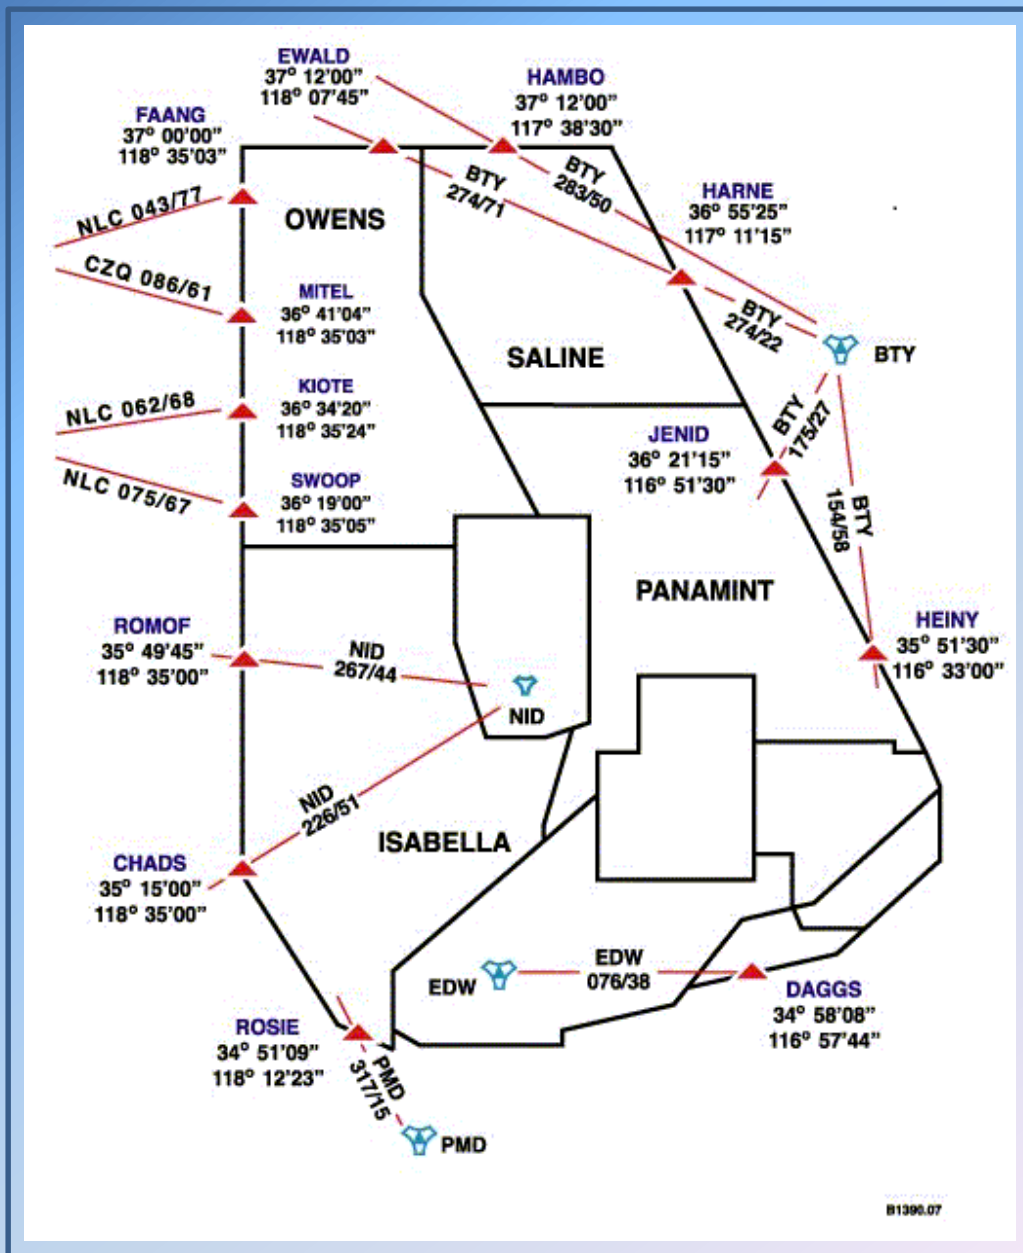 EWALD
37° 12'00"
118° 07'45"
HAMBO
37° 12'00"
117° 38'30"
FAANG
37° 00'00"
118° 35'03"
BTY
283/50
BTY
274/71
HARNE
36° 55'25"
117° 11'15"
NLC 043/77
OWENS
CZQ 086/61
MITEL
36° 41'04"
118° 35'03"
BTY
274/22
BTY
SALINE
KIOTE
36° 34'20"
118° 35'24"
NLC 062/68
BTY
175/27
JENID
36° 21'15"
116° 51'30"
NLC 075/67
SWOOP
36° 19'00"
118° 35'05"
BTY
154/58
PANAMINT
ROMOF
35° 49'45"
118° 35'00"
NID
267/44
HEINY
35° 51'30"
116° 33'00"
NID
NID
226/51
ISABELLA
CHADS
35° 15'00"
118° 35'00"
EDW
EDW
076/38
DAGGS
34° 58'08"
116° 57'44"
ROSIE
34° 51'09"
118° 12'23"
PMD
317/15
PMD
B1390.07